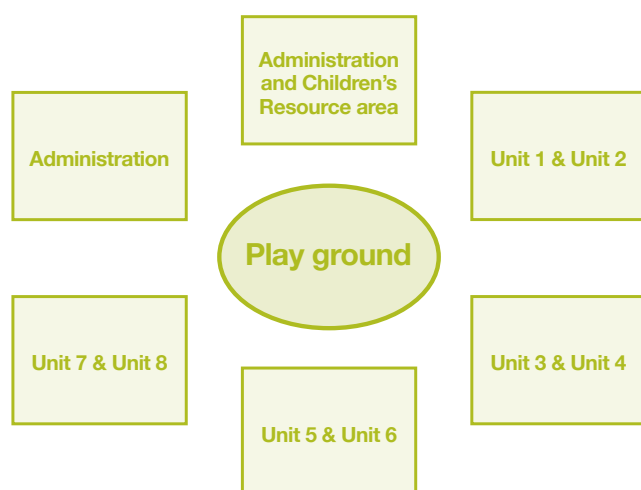 Administration
and Children's
Resource area
Administration
Unit 1 & Unit 2
Play ground
Unit 7 & Unit 8
Unit 3 & Unit 4
Unit 5 & Unit 6